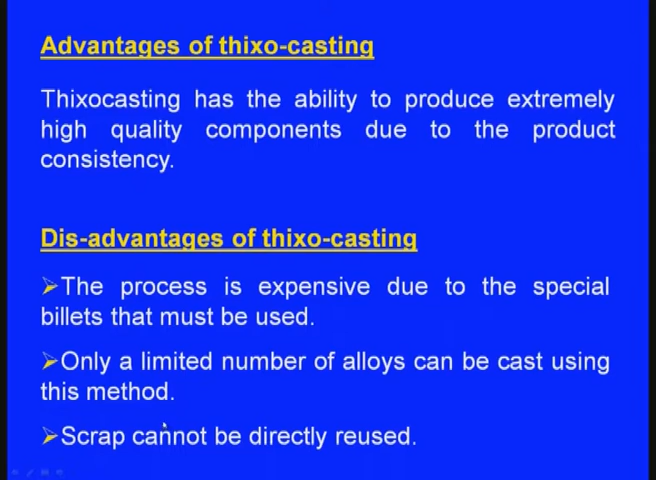 Advantages of thixo-casting
Thixocasting has the ability to produce extremely
high quality components due to the product
consistency.
Dis-advantages of thixo-casting
➢The process is expensive due to the special
billets that must be used.
➢Only a limited number of alloys can be cast using
this method.
➢Scrap cannot be directly reused.